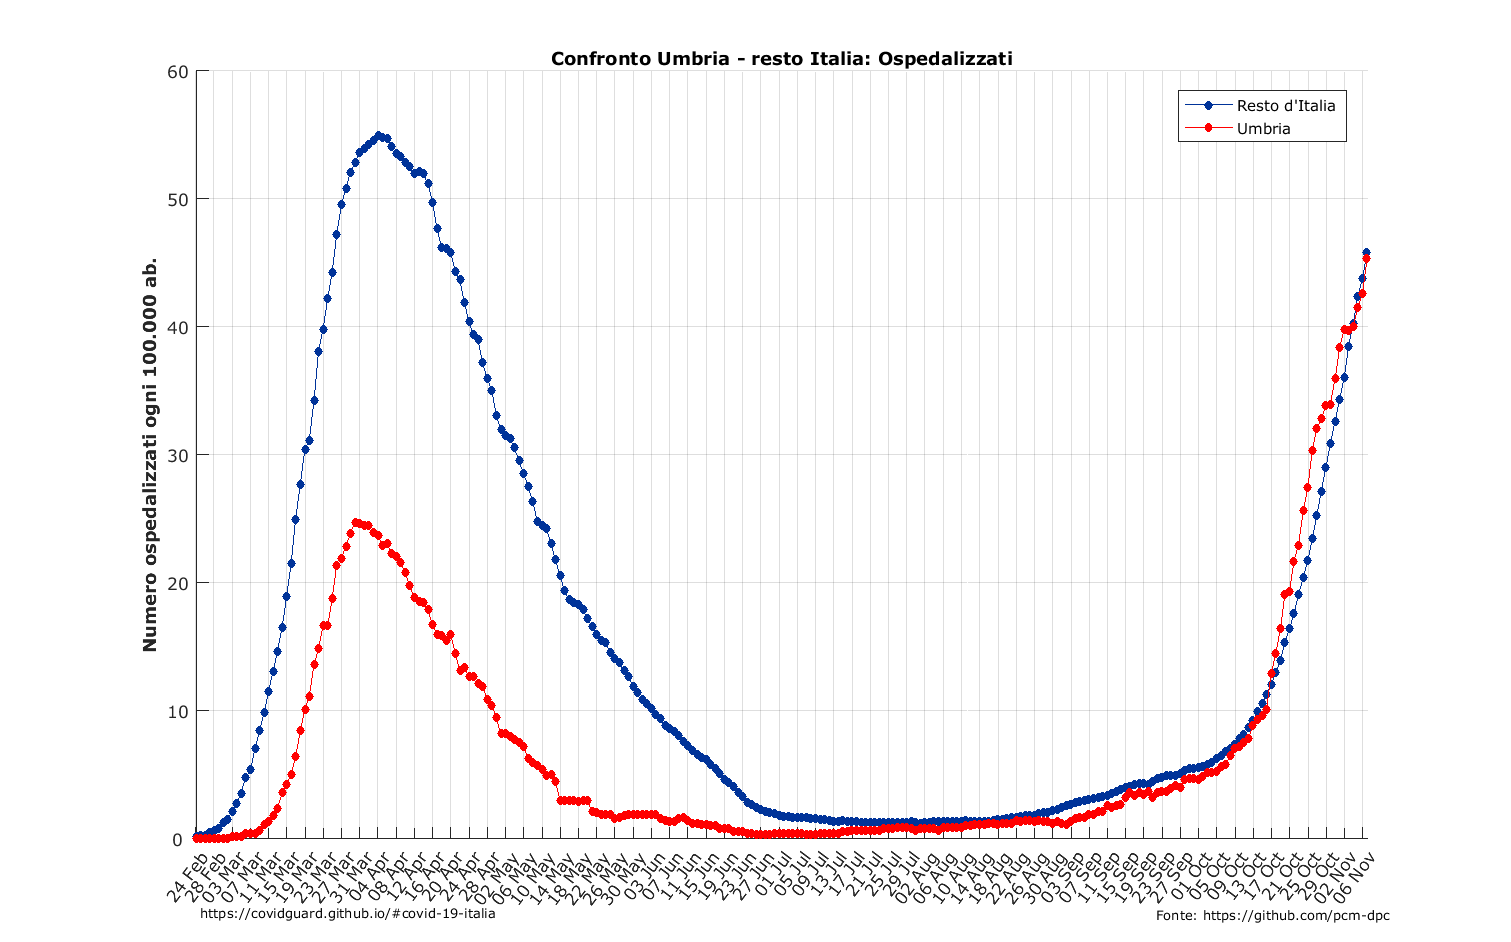 Confronto Umbria - resto Italia: Ospedalizzati
Resto d'Italia
Umbria
Numero ospedalizzati ogni 100.000 ab.
60
50
40
30
20
10
0
24 Feb
28 Feb
03 Mar
07 Mar
11 Mar
15 Mar
19 Mar
23 Mar
27 Mar
31 Mar
04 Apr
08 Apr
12 Apr
16 Apr
20 Apr
24 Apr
28 Apr
02 May
06 May
10 May
14 May
18 May
22 May
26 May
30 May
03 Jun
07 Jun
11 Jun
15 Jun
19 Jun
23 Jun
27 Jun
01 Jul
05 Jul
09 Jul
13 Jul
17 Jul
21 Jul
25 Jul
29 Jul
02 Aug
06 Aug
10 Aug
14 Aug
18 Aug
22 Aug
26 Aug
30 Aug
03 Sep
07 Sep
11 Sep
15 Sep
19 Sep
23 Sep
27 Sep
01 Oct
05 Oct
09 Oct
13 Oct
17 Oct
21 Oct
25 Oct
29 Oct
02 Nov
06 Nov
https://covidguard.github.io/#covid-19-italia
Fonte: https://github.com/pcm-dpc